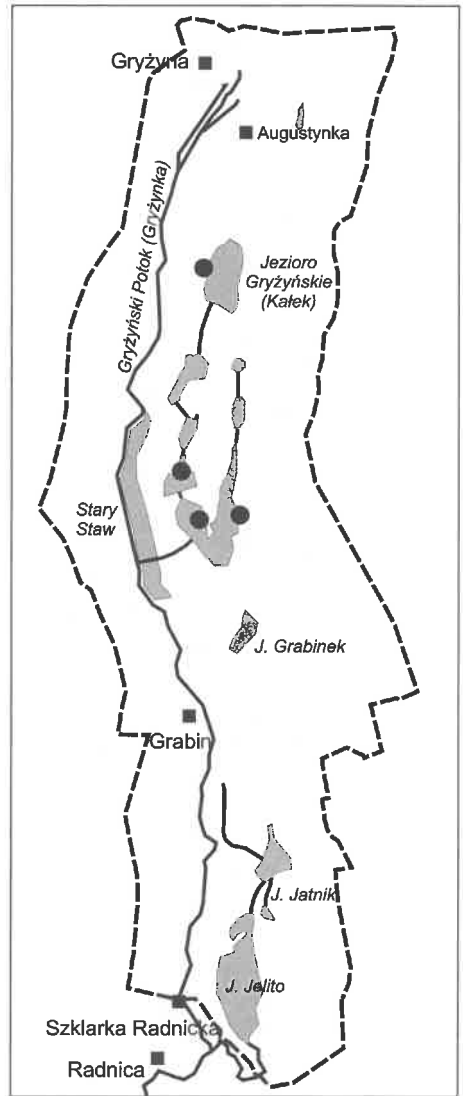 Gryżyna
Augustynka
Gryżyński Potok (Gryżynka)
Jezioro
Gryżyńskie
(Kałek)
Stary
Staw
J. Grabinek
Grabin
J. Jatnik
J. Jelito
Szklarka Radnicka
Radnica